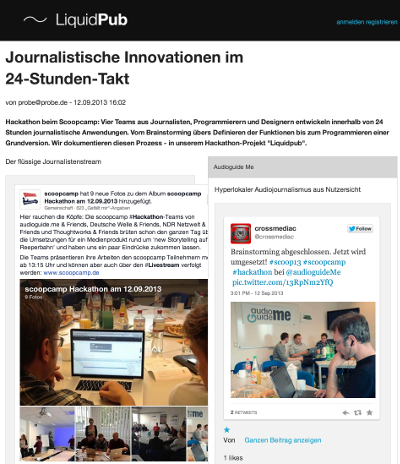 LiquidPub
anmelden registrieren
Journalistische Innovationen im
24-Stunden-Takt
von probe@probe.de - 12.09.2013 16:02
Hackathon beim Scoopcamp: Vier Teams aus Journalisten, Programmierern und Designern entwickeln innerhalb von 24
Stunden journalistische Anwendungen. Vom Brainstorming übers Definieren der Funktionen bis zum Programmieren einer
Grundversion. Wir dokumentieren diesen Prozess - in unserem Hackathon-Projekt "Liquidpub".
Der flüssige Journalistenstream
scoopcamp hat 9 neue Fotos zu dem Album scoopcamp
Hackathon am 12.09.2013 hinzugefügt.
Hier rauchen die Köpfe: Die scoopcamp #Hackathon-Teams von
audioguide.me & Friends, Deutsche Welle & Friends, NDR Netzwelt &
Friends und Thoughtworks & Friends brüten noch den ganzen Tag üb
die Umsetzungen für ein Medienprodukt rund um 'new Storytelling auf
Reeperbahn' und haben uns ein paar Eindrücke zukommen lassen.
Die Teams präsentieren ihre Arbeiten den scoopcamp Teilnehmern mo
ab 13:15 Uhr und können aber auch über den #Livestream verfolgt
werden: www.scoopcamp.de
scoopcamp Hackathon am 12.09.2013
9 Fotos
Audioguide Me
Hyperlokaler Audiojournalismus aus Nutzersicht
crossmediac
@crossmediac
Follow
Brainstorming abgeschlossen. Jetzt wird
umgesetzt! #scoop13 #scoopcamp
#hackathon bei @audioguideMe
pic.twitter.com/13RpNm2YfQ
3:01 PM - 12 Sep 2013
audio
guide me
2 RETWEETS
Von Ganzen Beitrag anzeigen
1 likes